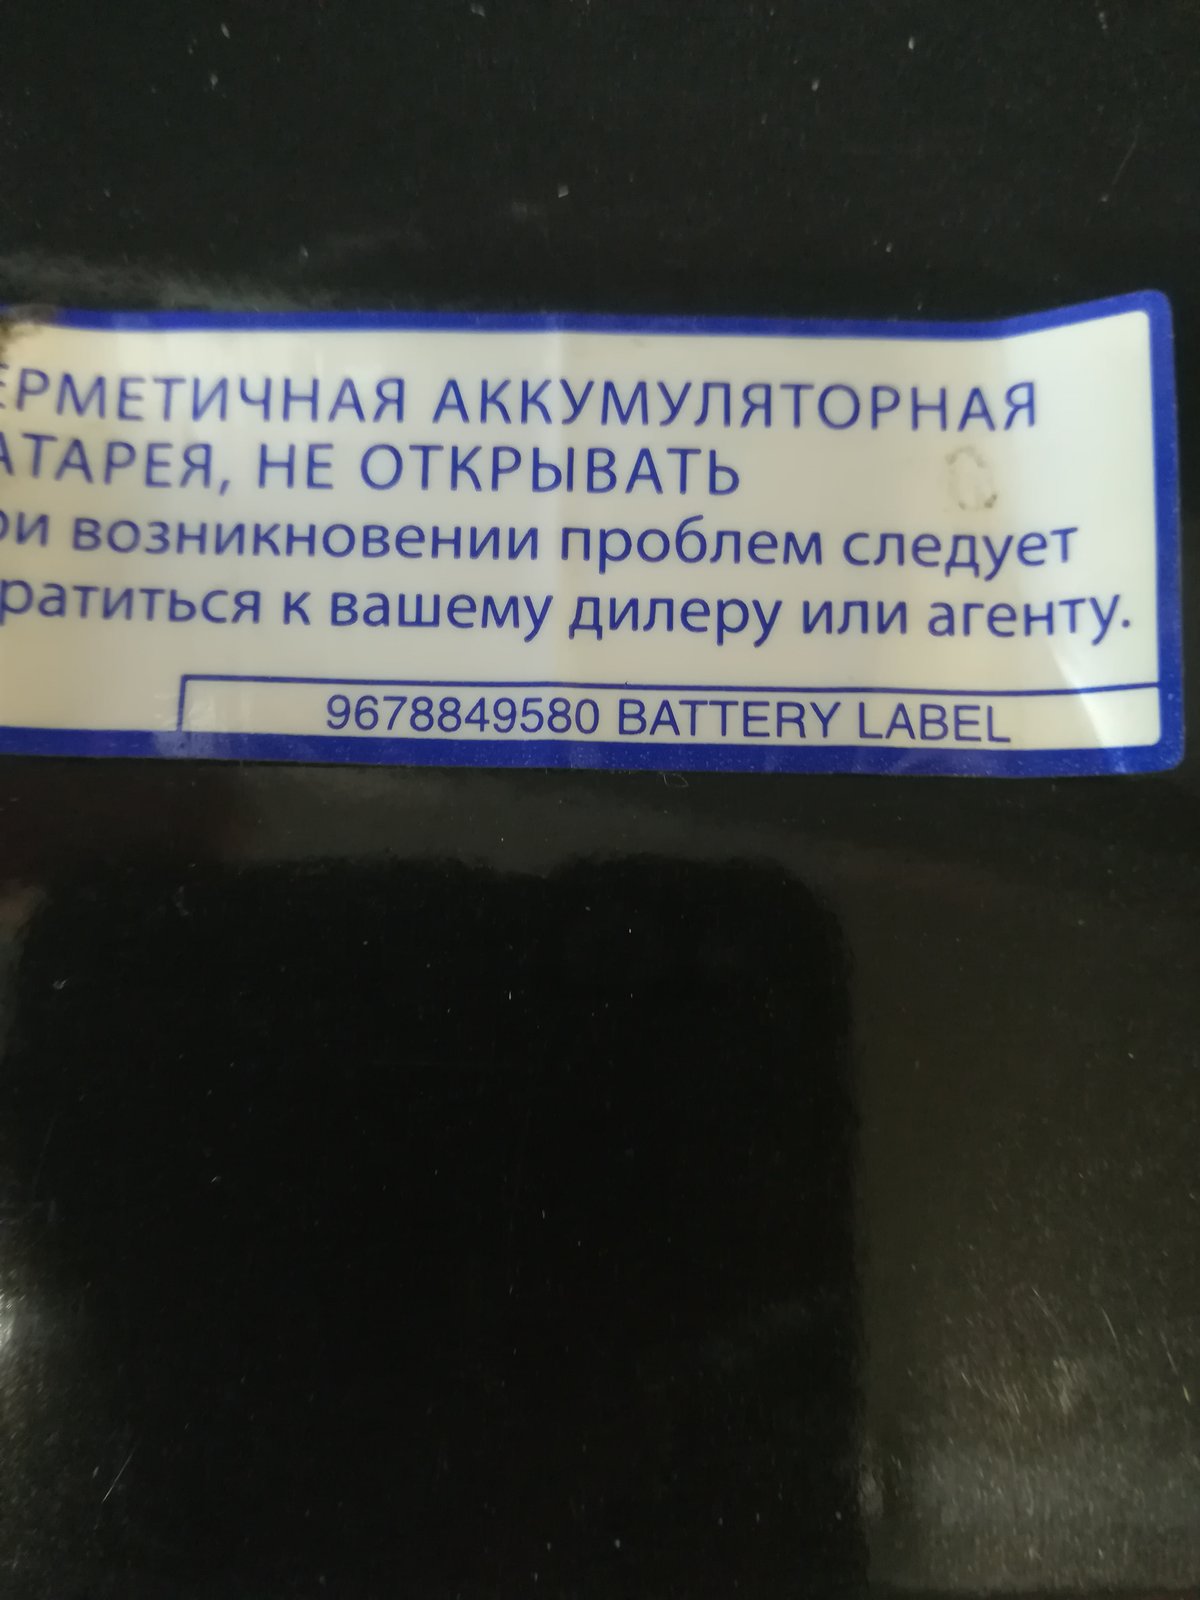 ЕРМЕТИЧНАЯ АККУМУЛЯТОРНАЯ
АТАРЕЯ, НЕ ОТКРЫВАТЬ
ри возникновении проблем следует
ратиться к вашему дилеру или агенту.
9678849580 BATTERY LABEL